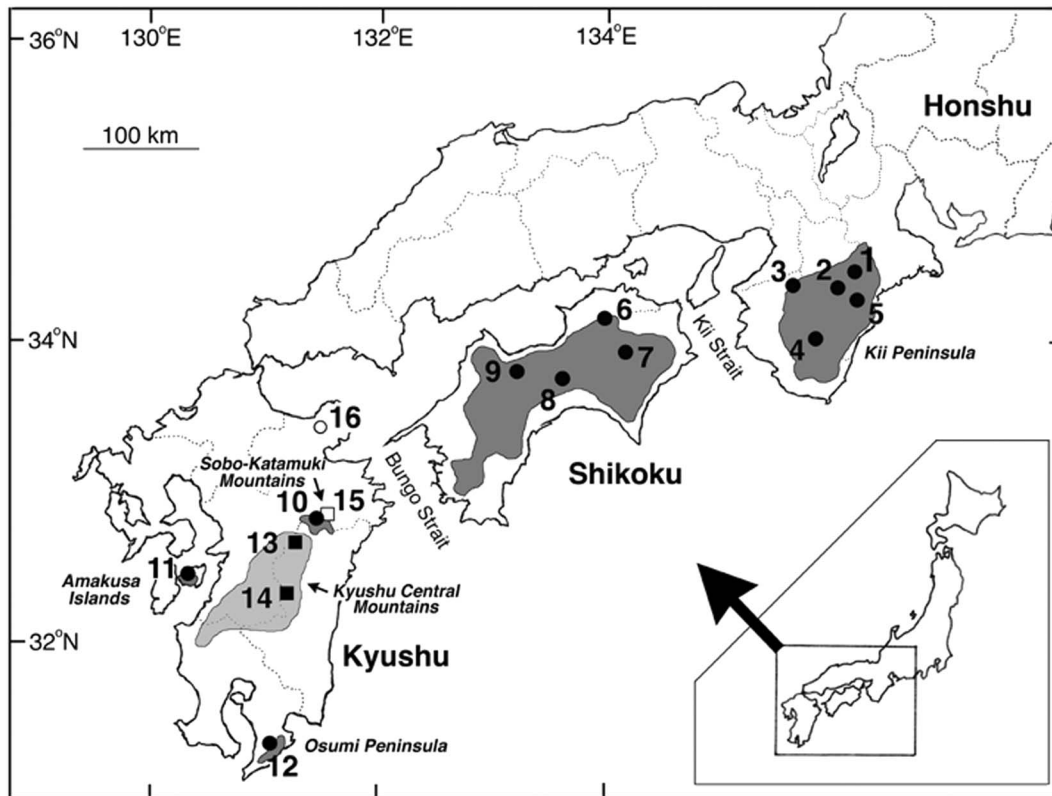 130°E
132°E
134°E
36°N
Honshu
100 km
1
2
3
5
4
Kii Peninsula
6
7
Kii Strait
34°N
9
8
16
Shikoku
Sobo-Katamuki
Mountains
Bungo Strait
10
15
13
11
Amakusa
Islands
14
Kyushu Central
Mountains
32°N
Kyushu
Osumi Peninsula
12